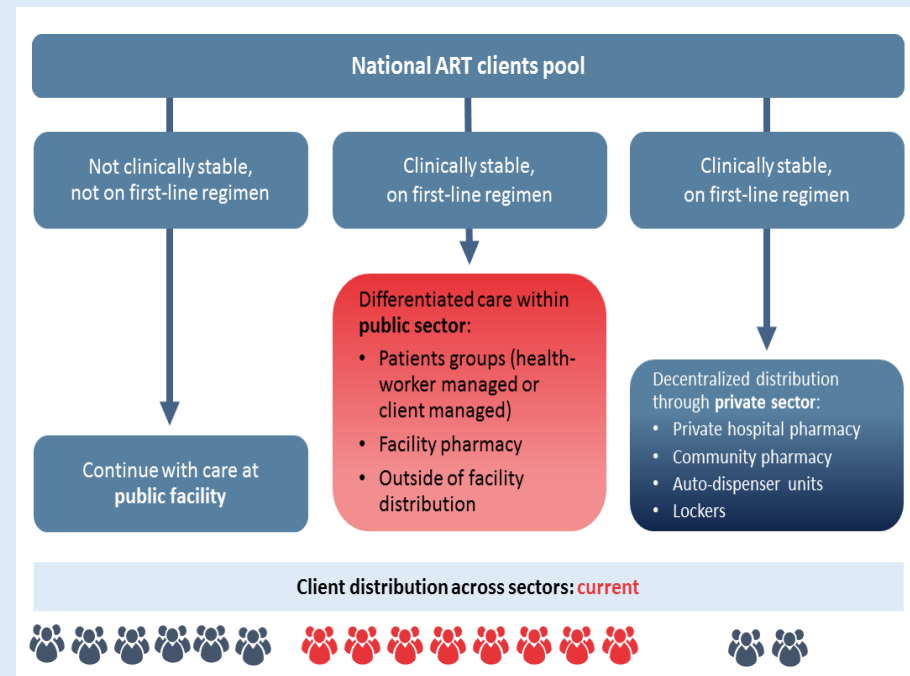 National ART clients pool
Not clinically stable,
not on first-line regimen
Clinically stable,
on first-line regimen
Clinically stable,
on first-line regimen
Differentiated care within
public sector:
• Patients groups (health-
worker managed or
client managed)
• Facility pharmacy
• Outside of facility
distribution
Decentralized distribution
through private sector:
• Private hospital pharmacy
• Community pharmacy
• Auto-dispenser units
• Lockers
Continue with care at
public facility
Client distribution across sectors: current